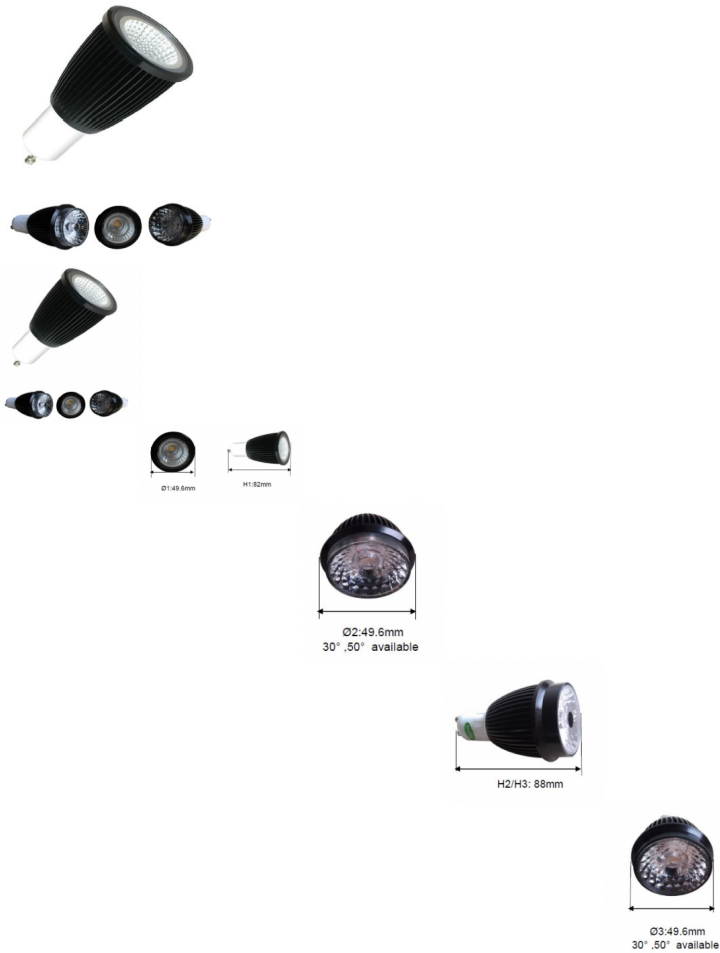 Ø1:49.6mm
H1:82mm
Ø2:49.6mm
30° ,50° available
H2/H3: 88mm
Ø3:49.6mm
30° ,50° available